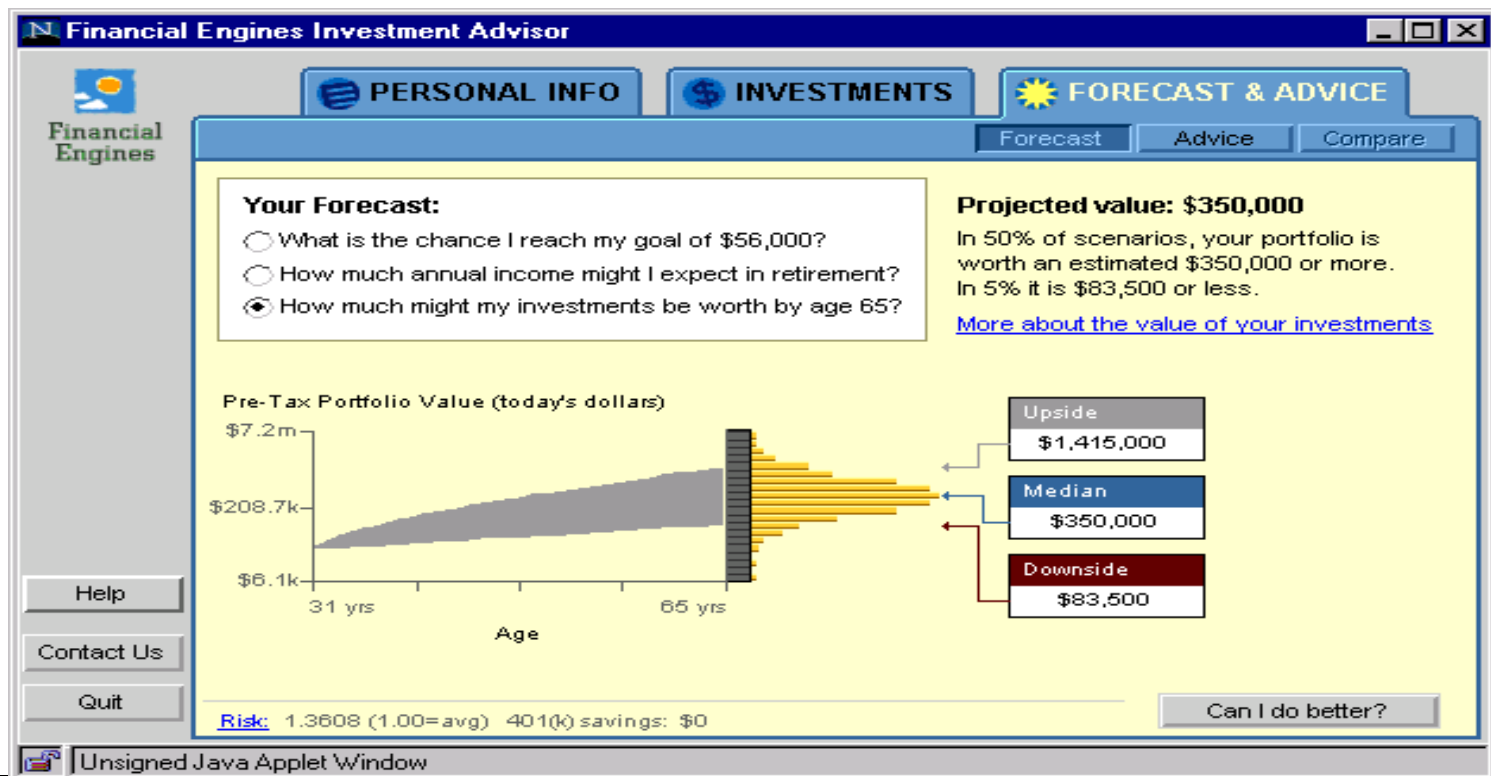 Financial Engines Investment Advisor
Financial
Engines
PERSONAL INFO
INVESTMENTS
FORECAST & ADVICE
Forecast
Advice
Compare
Your Forecast:
What is the chance I reach my goal of $56,000?
How much annual income might I expect in retirement?
How much might my investments be worth by age 65?
Projected value: $350,000
In 50% of scenarios, your portfolio is
worth an estimated $350,000 or more.
In 5% it is $83,500 or less.
More about the value of your investments
Pre-Tax Portfolio Value (today's dollars)
$7.2m
$208.7k
$6.1k
31 yrs
65 yrs
Age
Upside
$1,415,000
Median
$350,000
Downside
$83,500
Help
Contact Us
Quit
Risk: 1.3608 (1.00=avg) 401(k) savings: $0
Can I do better?
Unsigned Java Applet Window